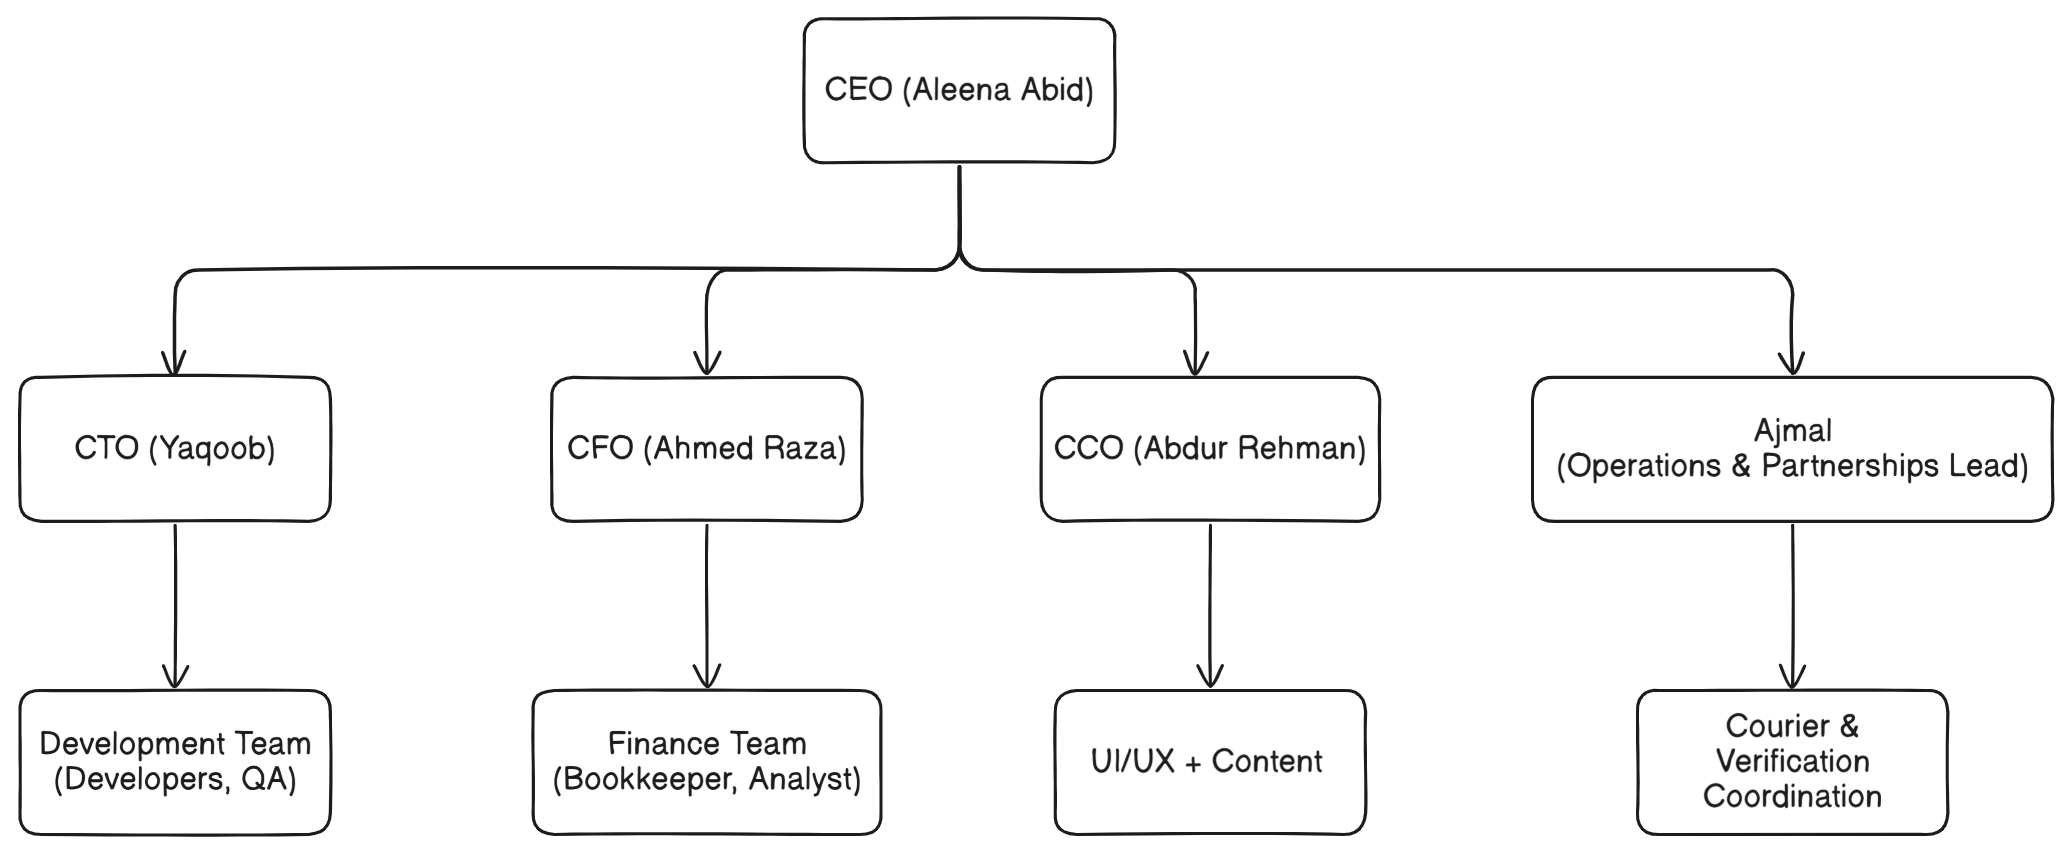 CEO (Aleena Abid)
CTO (Yaqoob)
CFO (Ahmed Raza)
CCO (Abdur Rehman)
Ajmal
(Operations & Partnerships Lead)
Development Team
(Developers, QA)
Finance Team
(Bookkeeper, Analyst)
UI/UX + Content
Courier &
Verification
Coordination